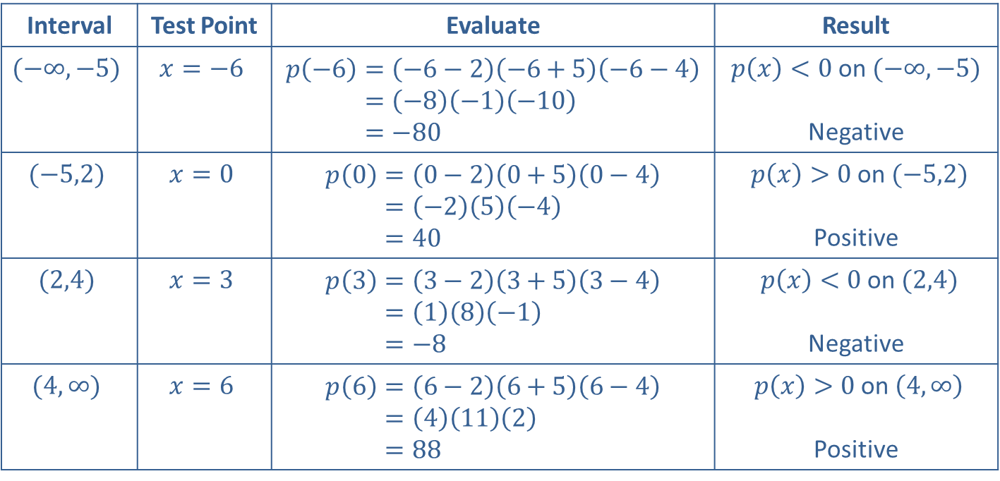 Interval Test Point Evaluate Result
(−∞, −5) x = −6 p(−6) = (−6 − 2)(−6 + 5)(−6 − 4) p(x) < 0 on (−∞, −5)
= (−8)(−1)(−10)
= −80 Negative
(−5,2) x = 0 p(0) = (0 − 2)(0 + 5)(0 − 4) p(x) > 0 on (−5,2)
= (−2)(5)(−4)
= 40 Positive
(2,4) x = 3 p(3) = (3 − 2)(3 + 5)(3 − 4) p(x) < 0 on (2,4)
= (1)(8)(−1)
= −8 Negative
(4, ∞) x = 6 p(6) = (6 − 2)(6 + 5)(6 − 4) p(x) > 0 on (4, ∞)
= (4)(11)(2)
= 88 Positive